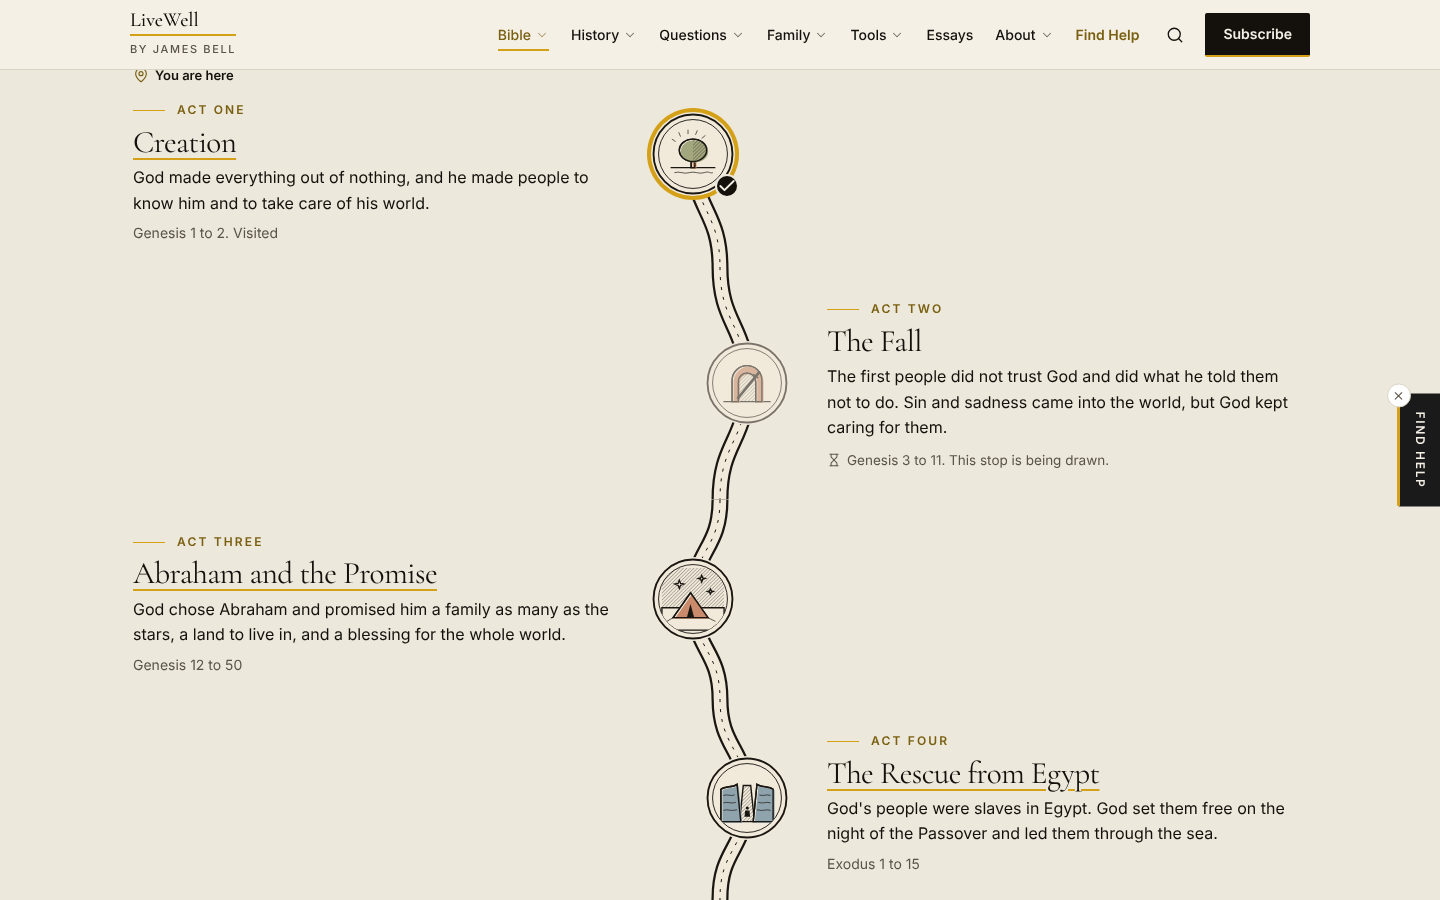 LiveWell
BY JAMES BELL
Bible
History
Questions
Family
Tools
Essays
About
Find Help
Subscribe
You are here
ACT ONE
Creation
God made everything out of nothing, and he made people to
know him and to take care of his world.
Genesis 1 to 2. Visited
ACT TWO
The Fall
The first people did not trust God and did what he told them
not to do. Sin and sadness came into the world, but God kept
caring for them.
Genesis 3 to 11. This stop is being drawn.
FIND HELP
ACT THREE
Abraham and the Promise
God chose Abraham and promised him a family as many as the
stars, a land to live in, and a blessing for the whole world.
Genesis 12 to 50
ACT FOUR
The Rescue from Egypt
God's people were slaves in Egypt. God set them free on the
night of the Passover and led them through the sea.
Exodus 1 to 15